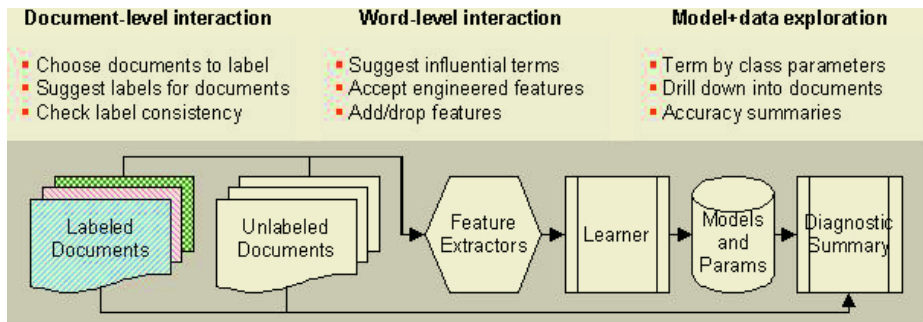 Document-level interaction
Choose documents to label
Suggest labels for documents
Check label consistency
Word-level interaction
Suggest influential terms
Accept engineered features
Add/drop features
Model+data exploration
Term by class parameters
Drill down into documents
Accuracy summaries
Labeled
Documents
Unlabeled
Documents
Feature
Extractors
Learner
Models
and
Params
Diagnostic
Summary